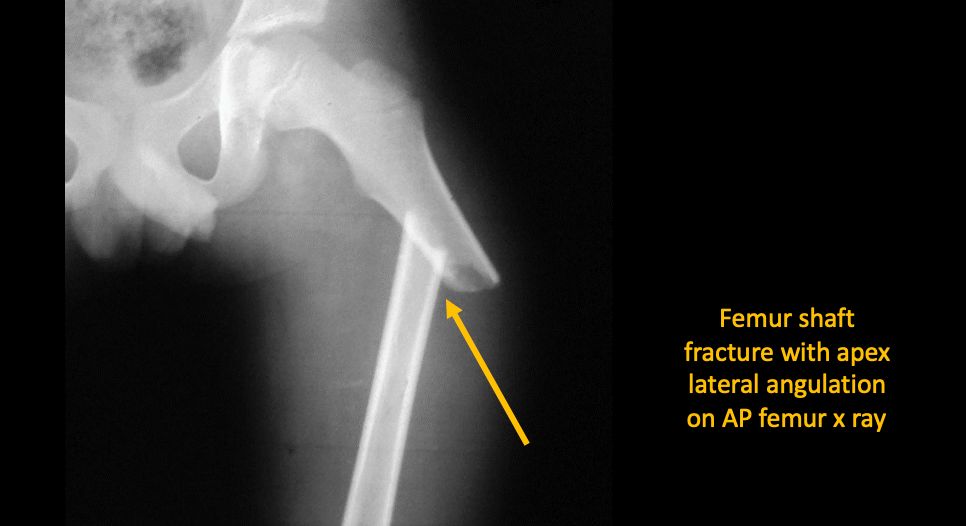 Femur shaft
fracture with apex
lateral angulation
on AP femur x ray